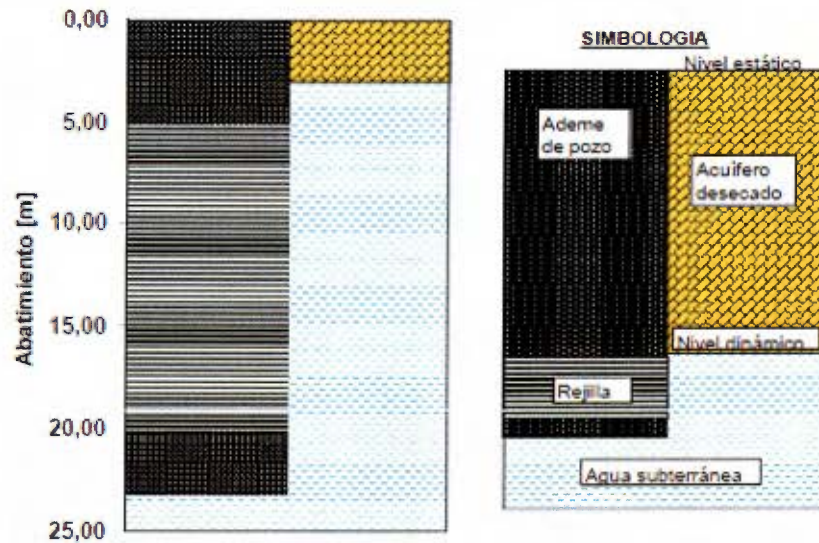 0,00
5,00
10,00
15,00
20,00
25,00
Abatimiento [m]
SIMBOLOGIA
Nivel estático
Ademe
de pozo
Acuífero
desecado
Nivel dinámico
Rejilla
Agua subterránea